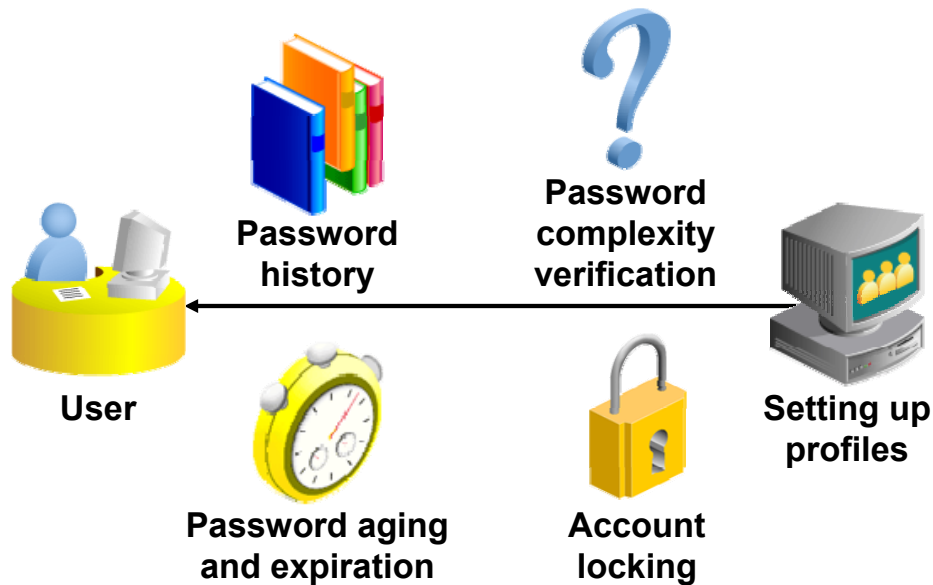 Password
history
Password
complexity
verification
User
Setting up
profiles
Password aging
and expiration
Account
locking